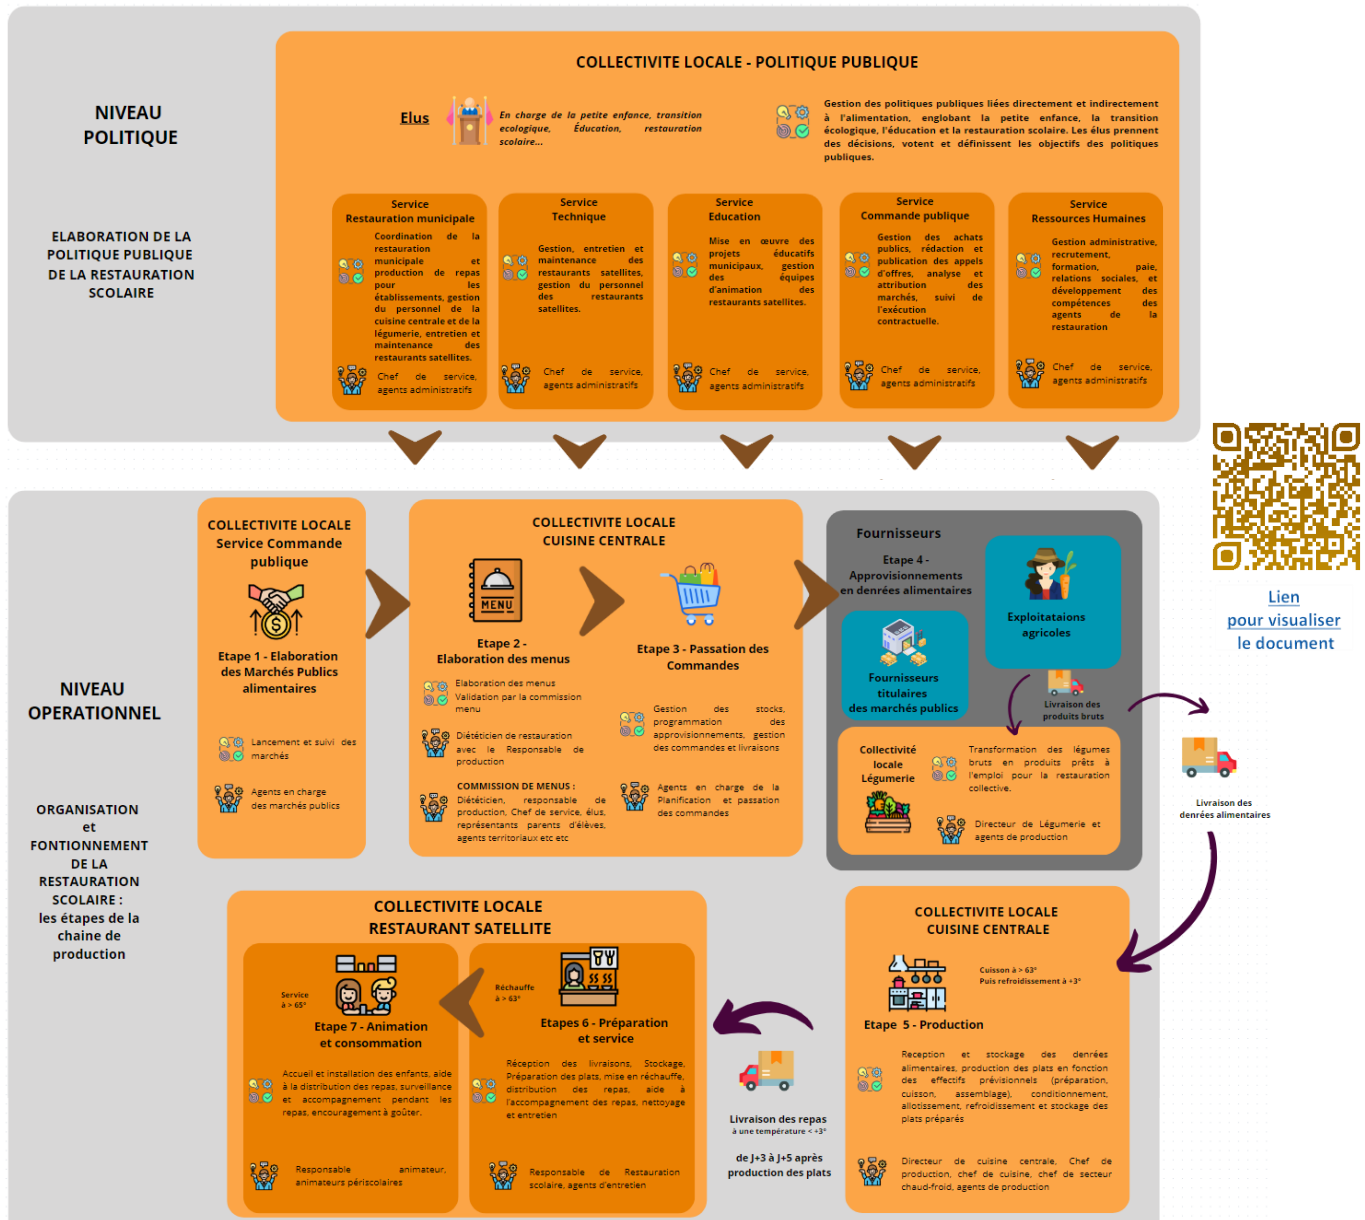 NIVEAU
POLITIQUE
ELABORATION DE LA
POLITIQUE PUBLIQUE
DE LA RESTAURATION
SCOLAIRE
COLLECTIVITE LOCALE - POLITIQUE PUBLIQUE
Elus
En charge de la petite enfance, transition
ecologique, Éducation, restauration
scolaire...
Gestion des politiques publiques liées directement et indirectement
à l'alimentation, englobant la petite enfance, la transition
écologique, l'éducation et la restauration scolaire. Les élus prennent
des décisions, votent et définissent les objectifs des politiques
publiques.
Service
Restauration municipale
Coordination de la
restauration
municipale et
production de repas
pour les
établissements, gestion
du personnel de la
cuisine centrale et de la
légumerie, entretien et
maintenance des
restaurants satellites.
Chef de service,
agents administratifs
Service
Technique
Gestion, entretien et
maintenance des
restaurants satellites,
gestion du personnel
des restaurants
satellites.
Chef de service,
agents administratifs
Service
Education
Mise en œuvre des
projets éducatifs
municipaux, gestion
des équipes
d'animation des
restaurants satellites.
Chef de service,
agents administratifs
Service
Commande publique
Gestion des achats
publics, rédaction et
publication des appels
d'offres, analyse et
attribution des
marchés, suivi de
l'exécution
contractuelle.
Chef de service,
agents administratifs
Service
Ressources Humaines
Gestion administrative,
recrutement,
formation, paie,
relations sociales, et
développement des
compétences des
agents de la
restauration
Chef de service,
agents administratifs
Lien
pour visualiser
le document
NIVEAU
OPERATIONNEL
ORGANISATION
et
FONTIONNEMENT
DE LA
RESTAURATION
SCOLAIRE :
les étapes de la
chaine de
production
COLLECTIVITE LOCALE
Service Commande
publique
Etape 1 - Elaboration
des Marchés Publics
alimentaires
Lancement et suivi des
marchés
Agents en charge
des marchés publics
COLLECTIVITE LOCALE
CUISINE CENTRALE
MENU
Etape 2 -
Elaboration des menus
Elaboration des menus
Validation par la commission
menu
Diététicien de restauration
avec le Responsable de
production
COMMISSION DE MENUS :
Diététicien, responsable de
production, Chef de service, élus,
représentants parents d'élèves,
agents territoriaux etc etc
Etape 3 - Passation des
Commandes
Gestion des stocks,
programmation des
approvisionnements, gestion
des commandes et livraisons
Agents en charge de la
Planification et passation
des commandes
Fournisseurs
Etape 4 -
Approvisionnements
en denrées alimentaires
Fournisseurs
titulaires
des marchés publics
Exploitataions
agricoles
Livraison des
produits bruts
Collectivité
locale
Légumerie
Transformation des légumes
bruts en produits prêts à
l'emploi pour la restauration
collective.
Directeur de Légumerie et
agents de production
Livraison des
denrées alimentaires
COLLECTIVITE LOCALE
CUISINE CENTRALE
Cuisson à > 63°
Puis refroidissement à +3°
Etape 5 - Production
Reception et stockage des denrées
alimentaires, production des plats en fonction
des effectifs prévisionnels (préparation,
cuisson, assemblage), conditionnement,
allotissement, refroidissement et stockage des
plats préparés
Directeur de cuisine centrale, Chef de
production, chef de cuisine, chef de secteur
chaud-froid, agents de production
Livraison des repas
à une température < +3°
de J+3 à J+5 après
production des plats
COLLECTIVITE LOCALE
RESTAURANT SATELLITE
Réchauffe
à > 63°
Etapes 6 - Préparation
et service
Réception des livraisons, Stockage,
Préparation des plats, mise en réchauffe,
distribution des repas, aide à
l'accompagnement des repas, nettoyage
et entretien
Responsable de Restauration
scolaire, agents d'entretien
Service
à > 65°
Etape 7 - Animation
et consommation
Accueil et installation des enfants, aide
à la distribution des repas, surveillance
et accompagnement pendant les
repas, encouragement à goûter.
Responsable animateur,
animateurs périscolaires